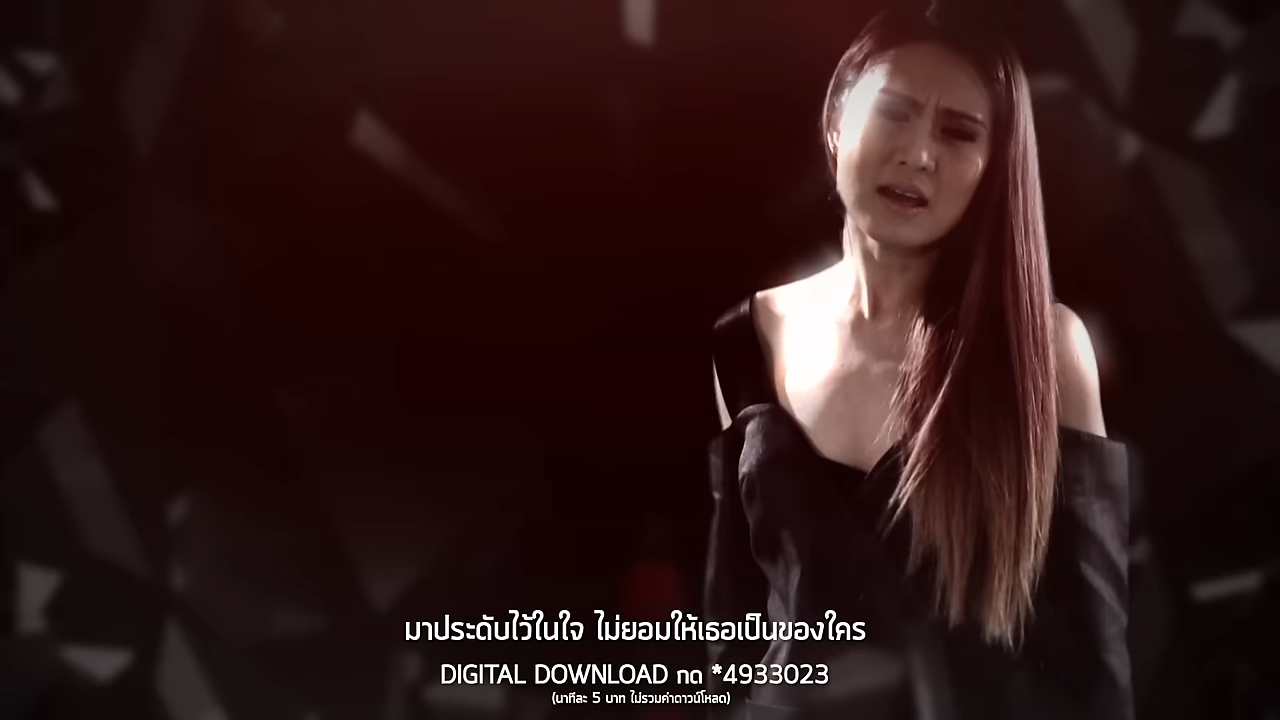 มาประดับไว้ในใจ ไม่ยอมให้เธอเป็นของใคร
DIGITAL DOWNLOAD กด *4933023
(นาทีละ 5 บาท ไม่รวมค่าดาวน์โหลด)